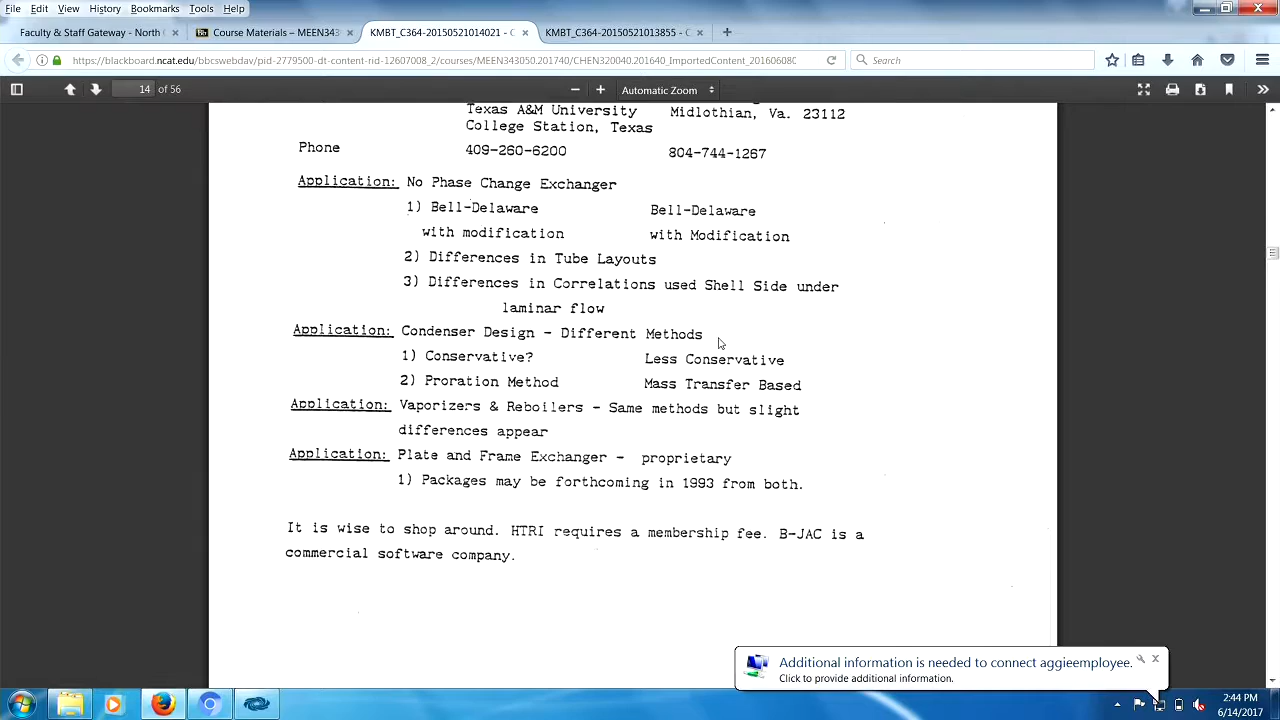 File Edit View History Bookmarks Tools Help
Faculty & Staff Gateway - North C × Course Materials – MEEN343 × KMBT_C364-20150521014021 - C × KMBT_C364-20150521013855 - C × +
https://blackboard.ncat.edu/bbcswebdav/pid-2779500-dt-content-rid-12607008_2/courses/MEEN343050.201740/CHEN320040.201640_ImportedContent_201606080 Search
14 of 56 − + Automatic Zoom
Texas A&M University Midlothian, Va. 23112
College Station, Texas
Phone 409-260-6200 804-744-1267
Application: No Phase Change Exchanger
1) Bell-Delaware Bell-Delaware
with modification with Modification
2) Differences in Tube Layouts
3) Differences in Correlations used Shell Side under
laminar flow
Application: Condenser Design - Different Methods
1) Conservative? Less Conservative
2) Proration Method Mass Transfer Based
Application: Vaporizers & Reboilers - Same methods but slight
differences appear
Application: Plate and Frame Exchanger - proprietary
1) Packages may be forthcoming in 1993 from both.
It is wise to shop around. HTRI requires a membership fee. B-JAC is a
commercial software company.
Additional information is needed to connect aggieemployee.
Click to provide additional information.
2:44 PM
6/14/2017